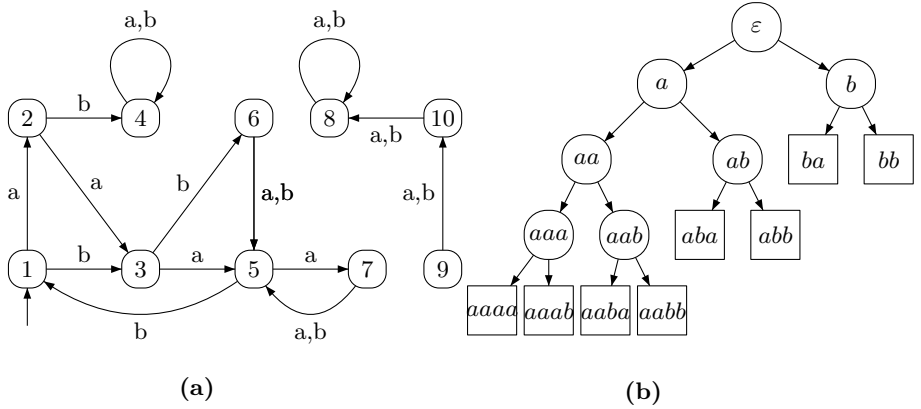 a,b a,b ε
a b
2 b 4 6 8 a,b 10
aa ab ba bb
a a b a,b a,b
aaa aab aba abb
1 b 3 a 5 a 7 9
b a,b
aaaa aaab aaba aabb
(a) (b)